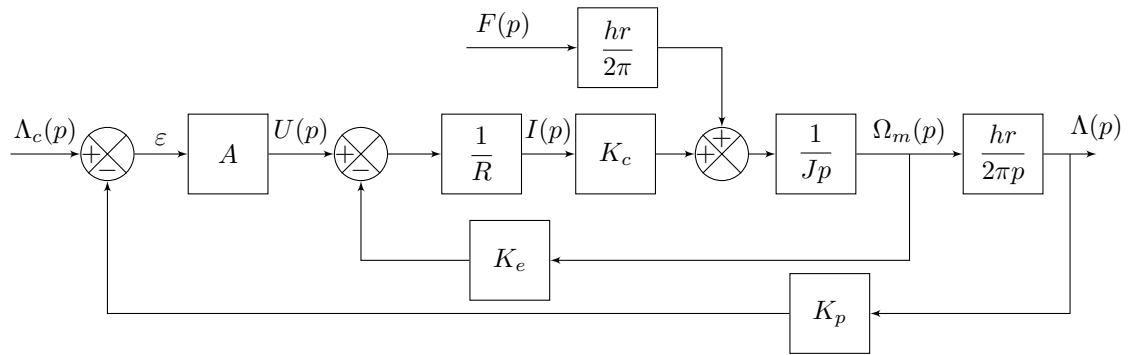 F(p)
hr
2π
Λc(p)
+
−
ε
A
U(p)
+
−
1
R
I(p)
Kc
+
+
1
Jp
Ωm(p)
hr
2πp
Λ(p)
Ke
Kp